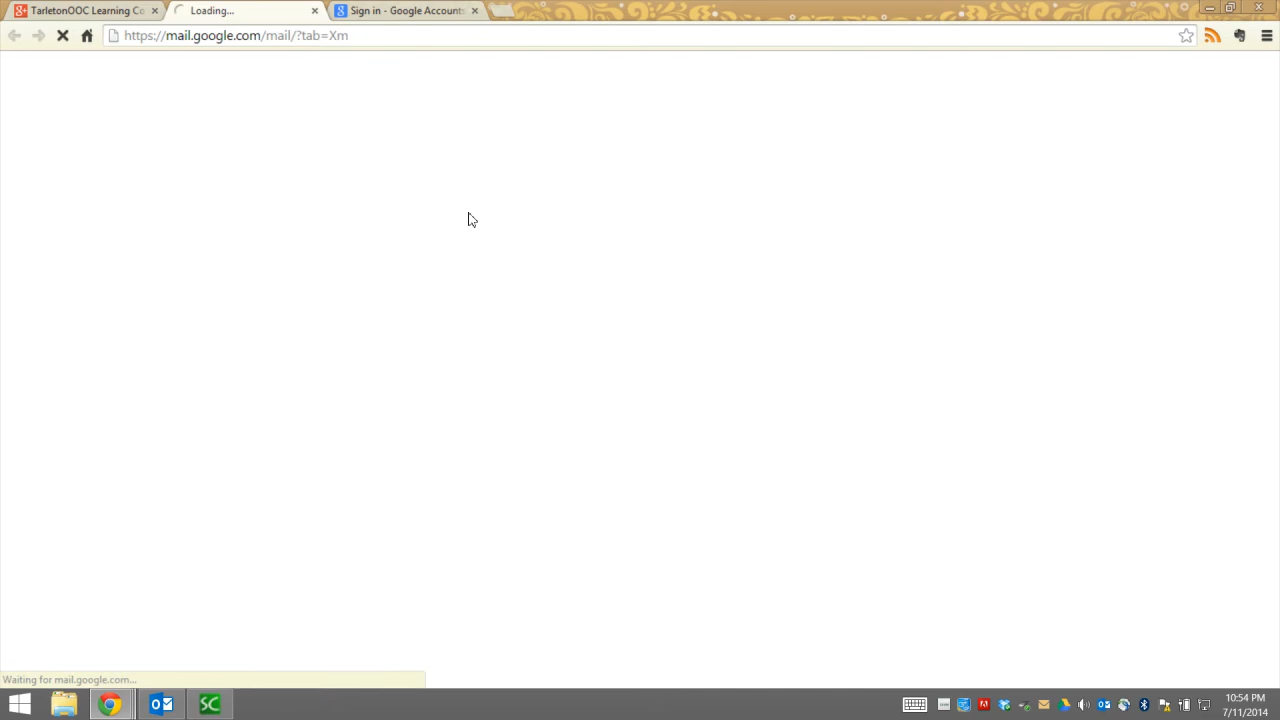 TarletonOOC Learning Co
Loading...
Sign in - Google Accounts
https://mail.google.com/mail/?tab=Xm
Waiting for mail.google.com...
10:54 PM
7/11/2014